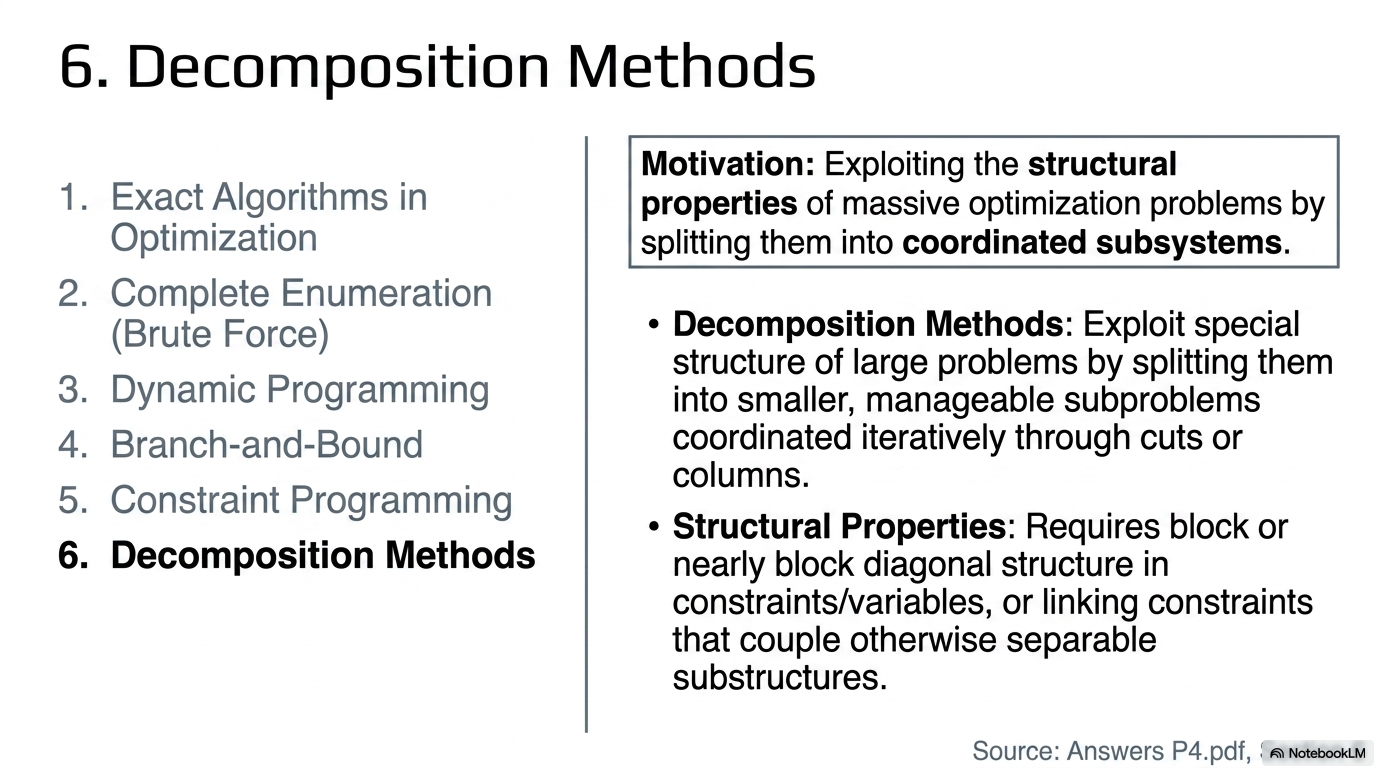 6. Decomposition Methods
1. Exact Algorithms in
Optimization
2. Complete Enumeration
(Brute Force)
3. Dynamic Programming
4. Branch-and-Bound
5. Constraint Programming
6. Decomposition Methods
Motivation: Exploiting the structural
properties of massive optimization problems by
splitting them into coordinated subsystems.
• Decomposition Methods: Exploit special
structure of large problems by splitting them
into smaller, manageable subproblems
coordinated iteratively through cuts or
columns.
• Structural Properties: Requires block or
nearly block diagonal structure in
constraints/variables, or linking constraints
that couple otherwise separable
substructures.
Source: Answers P4.pdf,
NotebookLM